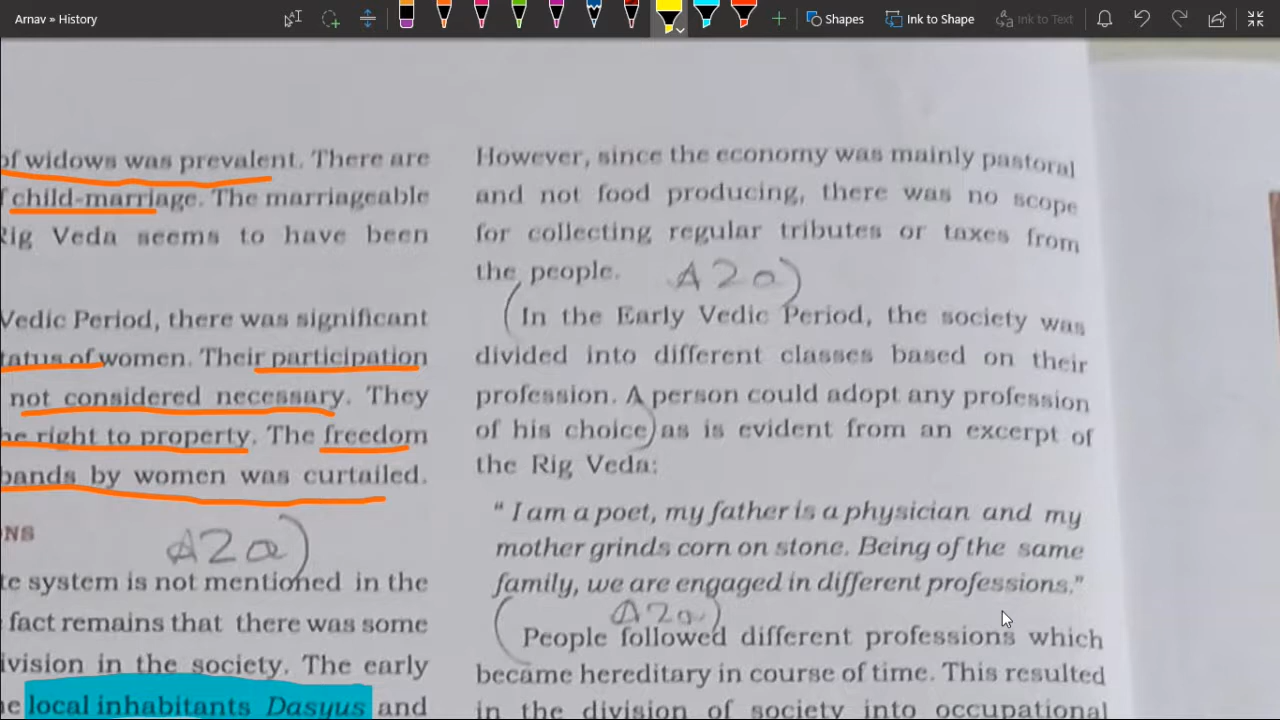 Arnav » History
Shapes
Ink to Shape
Ink to Text
of widows was prevalent. There are
child-marriage. The marriageable
Rig Veda seems to have been
Vedic Period, there was significant
status of women. Their participation
not considered necessary. They
the right to property. The freedom
bands by women was curtailed.
NS
A2a)
te system is not mentioned in the
fact remains that there was some
division in the society. The early
local inhabitants Dasyus and
However, since the economy was mainly pastoral
and not food producing, there was no scope
for collecting regular tributes or taxes from
the people.
A2a)
(In the Early Vedic Period, the society was
divided into different classes based on their
profession. A person could adopt any profession
of his choice) as is evident from an excerpt of
the Rig Veda:
" I am a poet, my father is a physician and my
mother grinds corn on stone. Being of the same
family, we are engaged in different professions."
A2a)
(People followed different professions which
became hereditary in course of time. This resulted
in the division of society into occupational